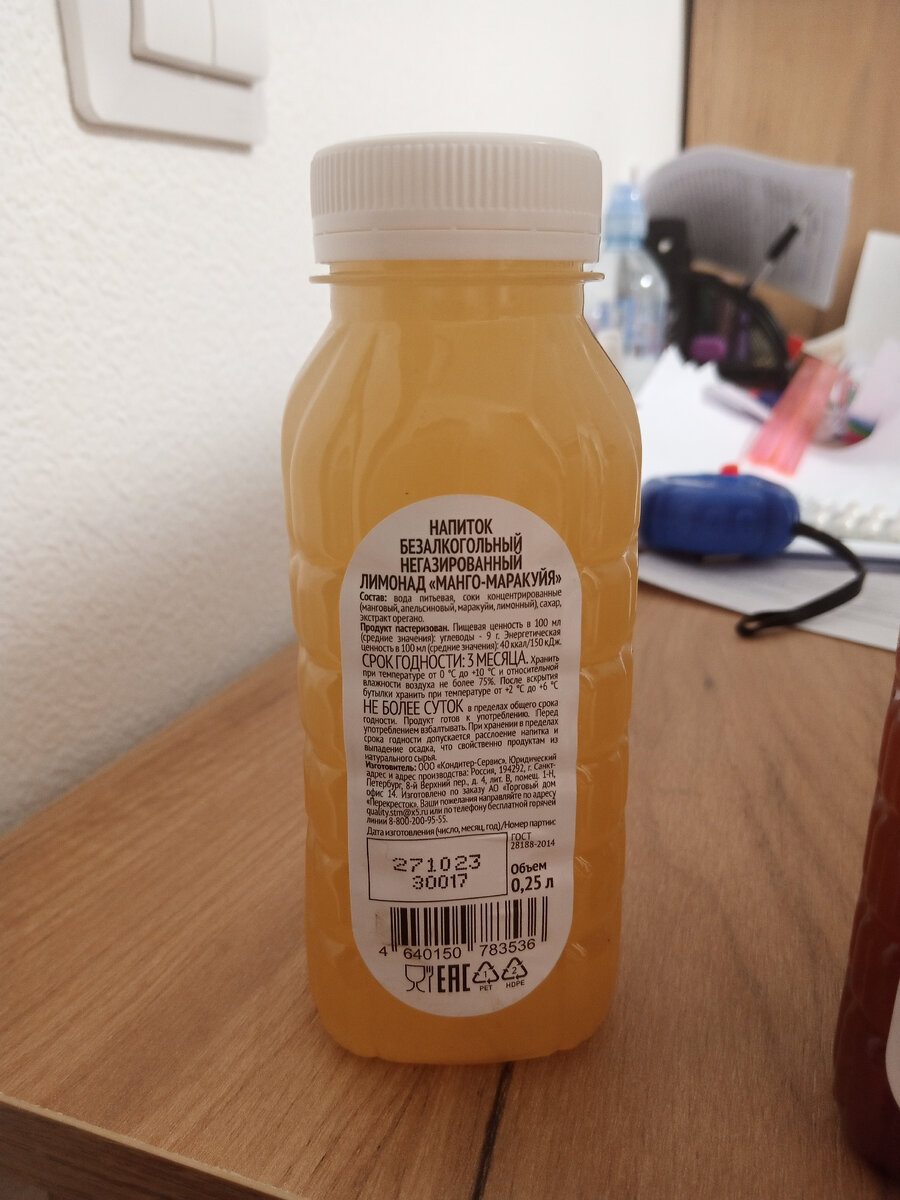 НАПИТОК
БЕЗАЛКОГОЛЬНЫЙ
НЕГАЗИРОВАННЫЙ
ЛИМОНАД «МАНГО-МАРАКУЙЯ»
Состав: вода питьевая, соки концентрированные
(манговый, апельсиновый, маракуйи, лимонный), сахар,
экстракт орегано.
Продукт пастеризован. Пищевая ценность в 100 мл
(средние значения): углеводы - 9 г. Энергетическая
ценность в 100 мл (средние значения): 40 ккал/150 кДж.
СРОК ГОДНОСТИ: 3 МЕСЯЦА. Хранить
при температуре от 0 °С до +10 °С и относительной
влажности воздуха не более 75%. После вскрытия
бутылки хранить при температуре от +2 °С до +6 °С
НЕ БОЛЕЕ СУТОК в пределах общего срока
годности. Продукт готов к употреблению. Перед
употреблением взбалтывать. При хранении в пределах
срока годности допускается расслоение напитка и
выпадение осадка, что свойственно продуктам из
натурального сырья.
Изготовитель: ООО «Кондитер-Сервис». Юридический
адрес и адрес производства: Россия, 194292, г. Санкт-
Петербург, 8-й Верхний пер., д. 4, лит. В, помещ. 1-Н,
офис 14. Изготовлено по заказу АО «Торговый дом
«Перекресток». Ваши пожелания направляйте по адресу
quality.stm@x5.ru или по телефону бесплатной горячей
линии 8-800-200-95-55.
Дата изготовления (число, месяц, год)/Номер партии:
ГОСТ
28188-2014
271023
30017
Объем
0,25 л
4 640150 783536
EAC
1
PET
2
HDPE